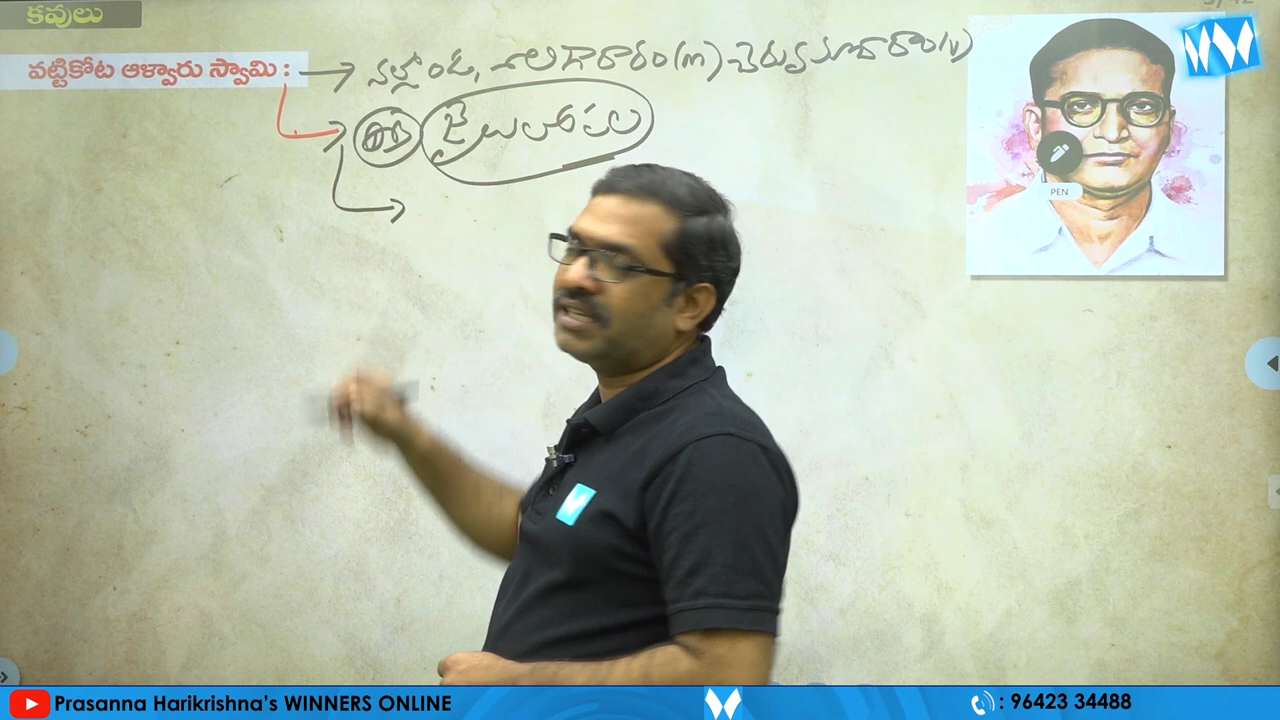 కవులు
వట్టికోట ఆళ్వారు స్వామి :
నల్గొండ, (m) చెరువు (v)
జైలు లోపల
PEN
Prasanna Harikrishna's WINNERS ONLINE
: 96423 34488